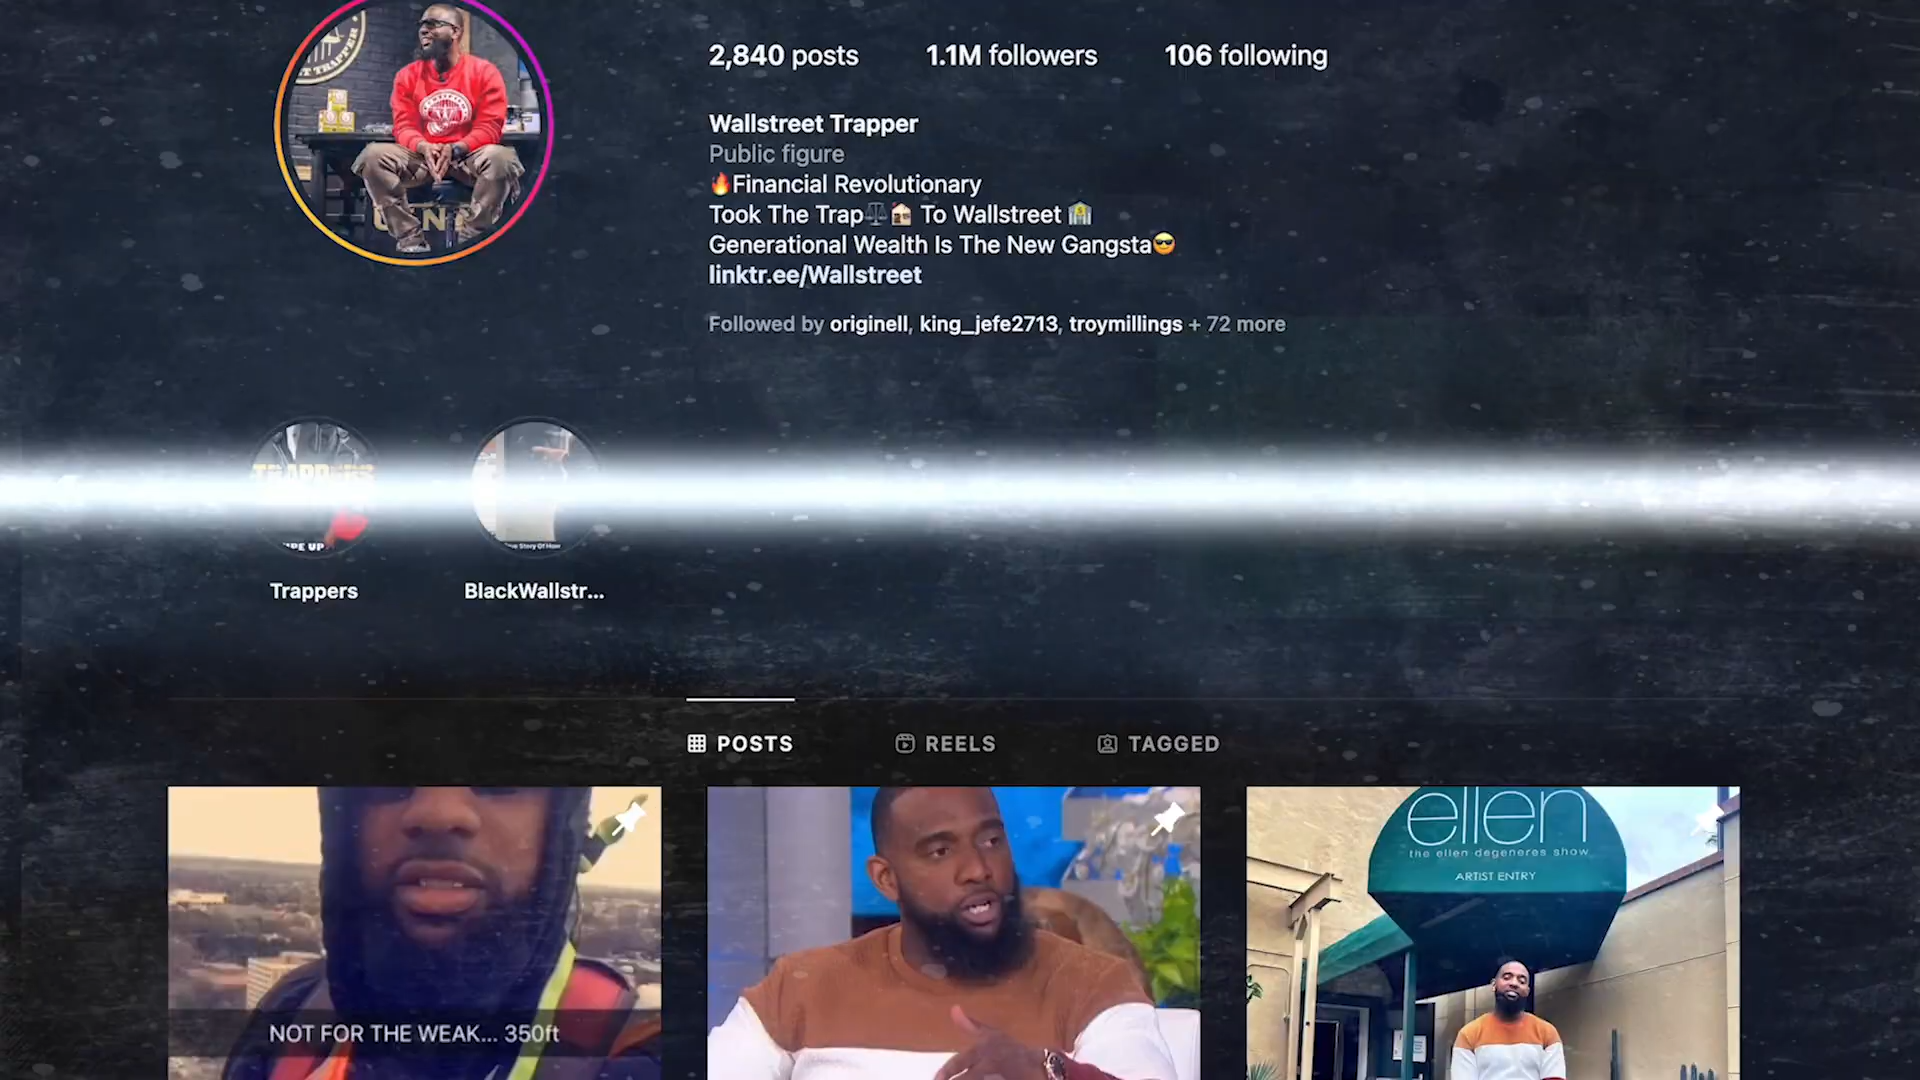 T TRAPPER
2,840 posts
1.1M followers
106 following
Wallstreet Trapper
Public figure
🔥Financial Revolutionary
Took The Trap⚖️🏚️ To Wallstreet 🏦
Generational Wealth Is The New Gangsta😎
linktr.ee/Wallstreet
Followed by originell, king_jefe2713, troymillings + 72 more
TRAPPERS
Trappers
BlackWallstr...
POSTS
REELS
TAGGED
NOT FOR THE WEAK... 350ft
ellen
the ellen degeneres show
ARTIST ENTRY